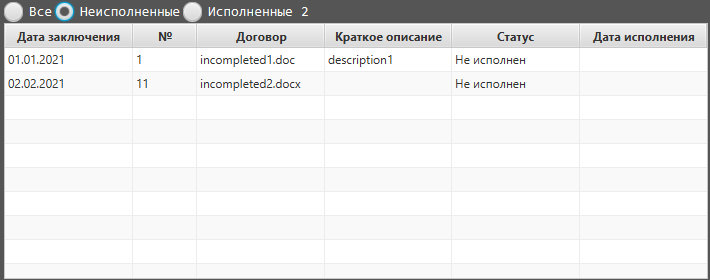 Все Неисполненные Исполненные 2
Дата заключения № Договор Краткое описание Статус Дата исполнения
01.01.2021 1 incompleted1.doc description1 Не исполнен
02.02.2021 11 incompleted2.docx Не исполнен